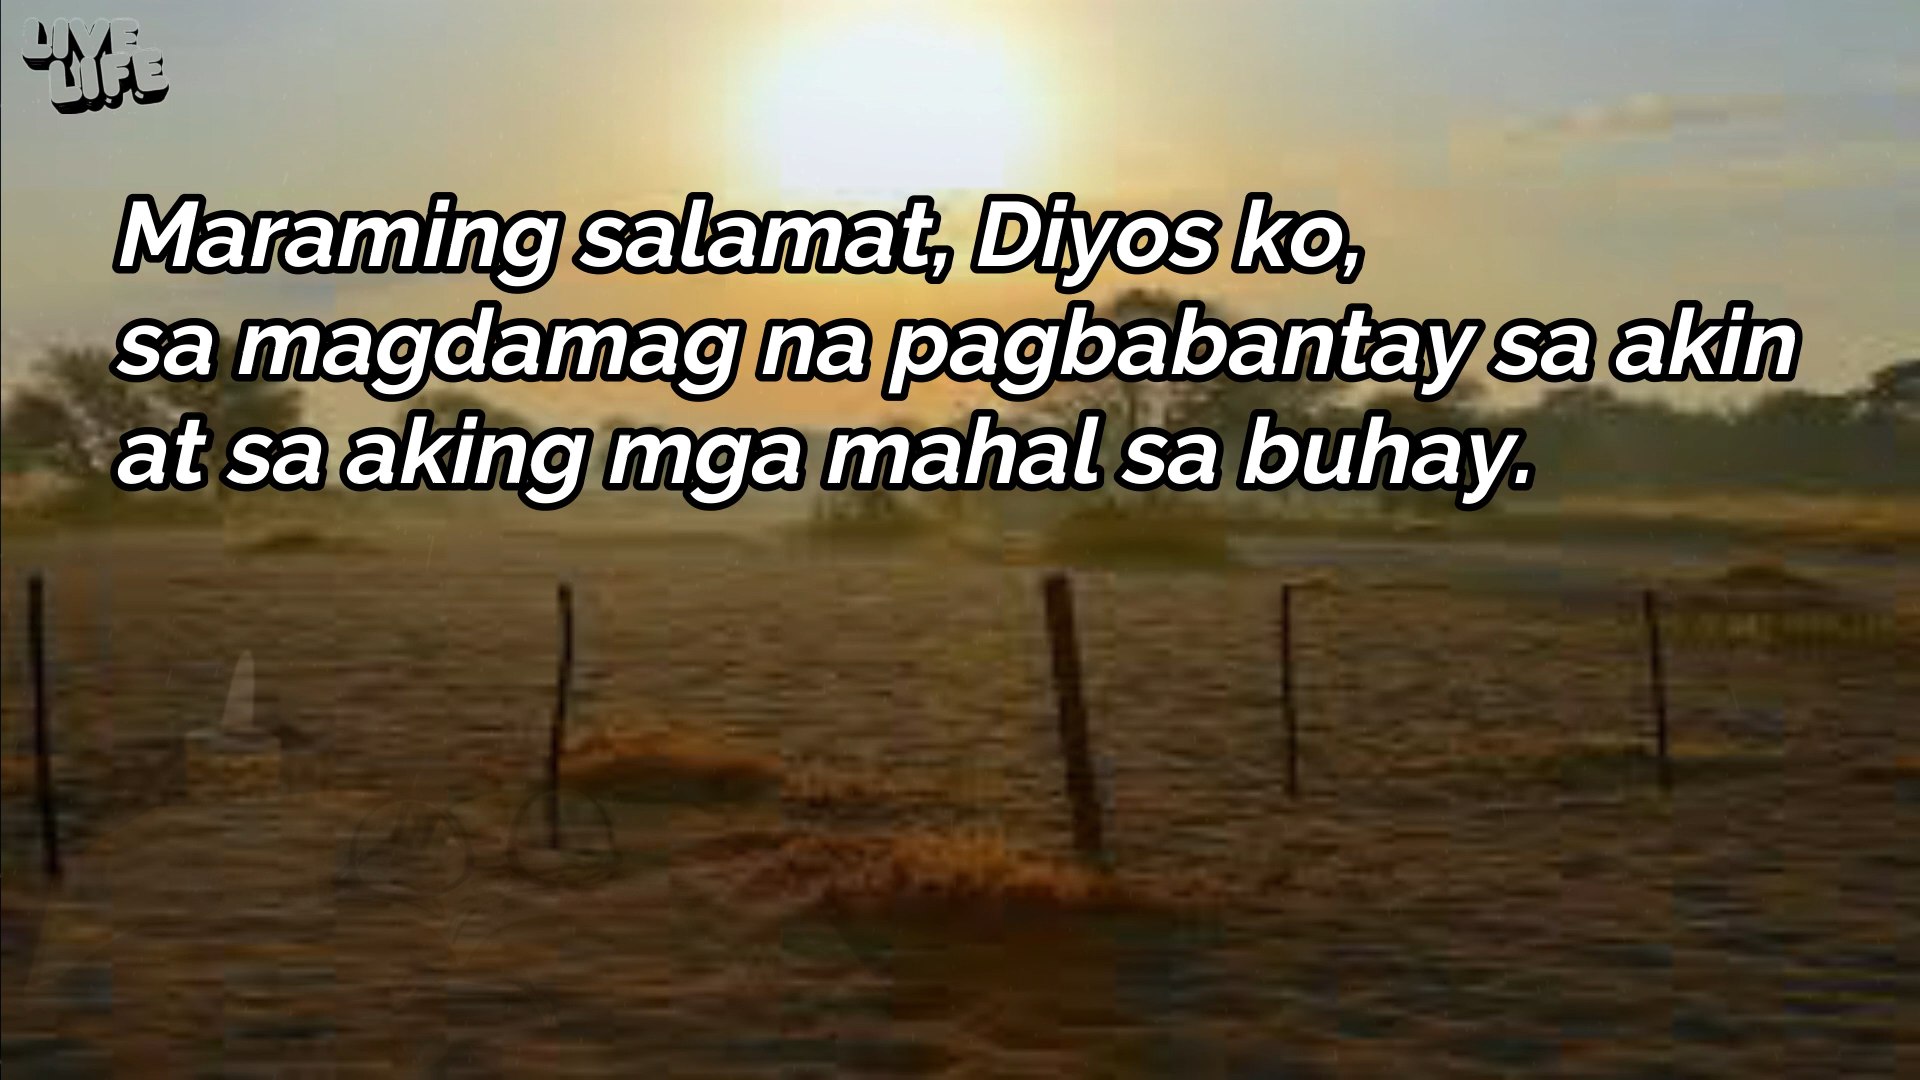 LIVE
LIFE
Maraming salamat, Diyos ko,
sa magdamag na pagbabantay sa akin
at sa aking mga mahal sa buhay.